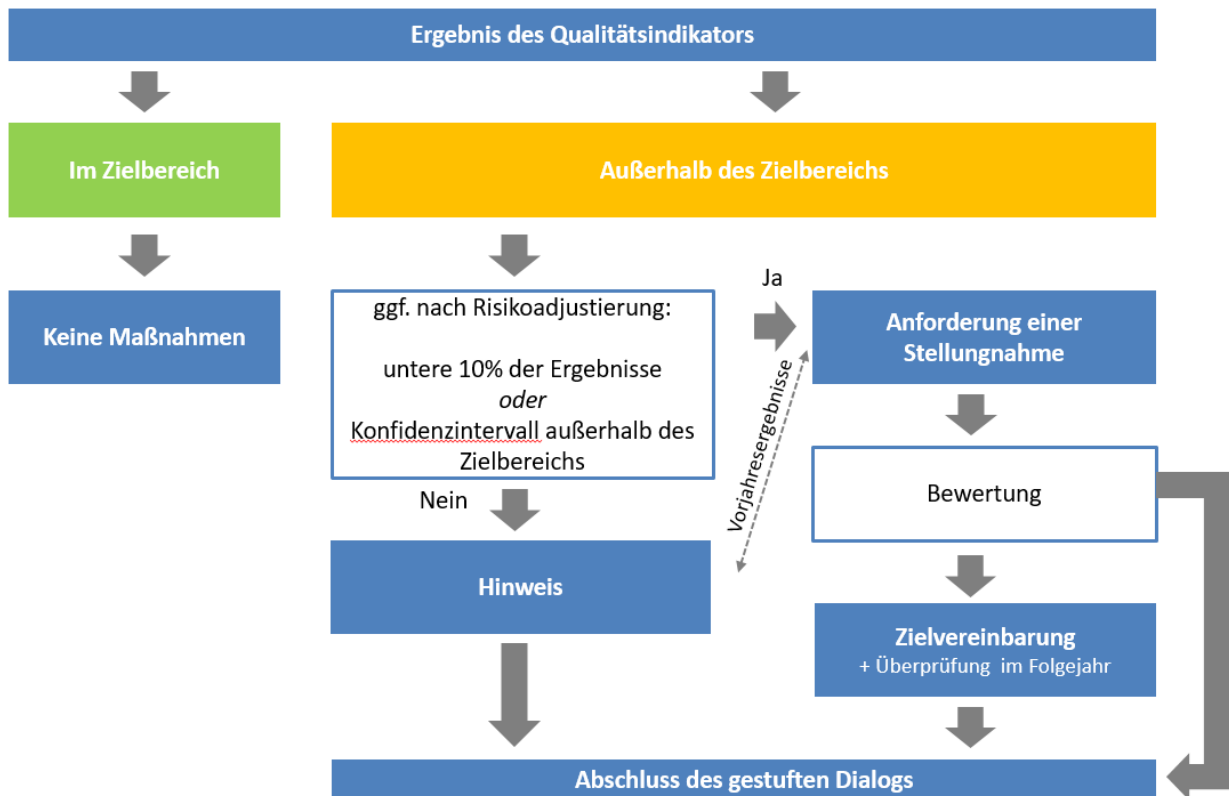 Ergebnis des Qualitätsindikators
Im Zielbereich
Außerhalb des Zielbereichs
Keine Maßnahmen
ggf. nach Risikoadjustierung:
untere 10% der Ergebnisse
oder
Konfidenzintervall außerhalb des
Zielbereichs
Ja
Anforderung einer
Stellungnahme
Vorjahresergebnisse
Nein
Bewertung
Hinweis
Zielvereinbarung
+ Überprüfung im Folgejahr
Abschluss des gestuften Dialogs